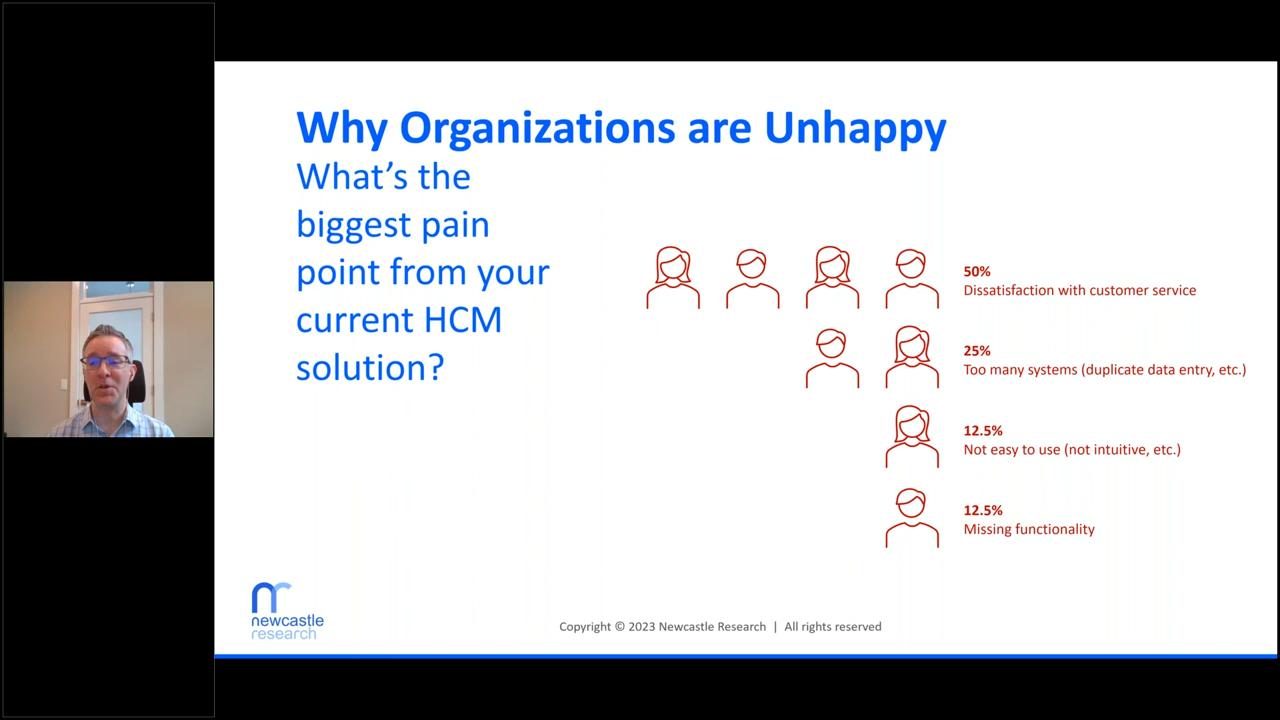 Why Organizations are Unhappy
What’s the
biggest pain
point from your
current HCM
solution?
50%
Dissatisfaction with customer service
25%
Too many systems (duplicate data entry, etc.)
12.5%
Not easy to use (not intuitive, etc.)
12.5%
Missing functionality
newcastle
research
Copyright © 2023 Newcastle Research | All rights reserved